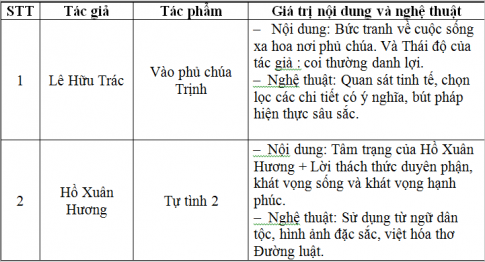 STT Tác giả Tác phẩm Giá trị nội dung và nghệ thuật
1 Lê Hữu Trác Vào phủ chúa Trịnh
– Nội dung: Bức tranh về cuộc sống
xa hoa nơi phủ chúa. Và Thái độ của
tác giả : coi thường danh lợi.
– Nghệ thuật: Quan sát tinh tế, chọn
lọc các chi tiết có ý nghĩa, bút pháp
hiện thực sâu sắc.
2 Hồ Xuân Hương Tự tình 2
– Nội dung: Tâm trạng của Hồ Xuân
Hương + Lời thách thức duyên phận,
khát vọng sống và khát vọng hạnh
phúc.
– Nghệ thuật: Sử dụng từ ngữ dân
tộc, hình ảnh đặc sắc, việt hóa thơ
Đường luật.